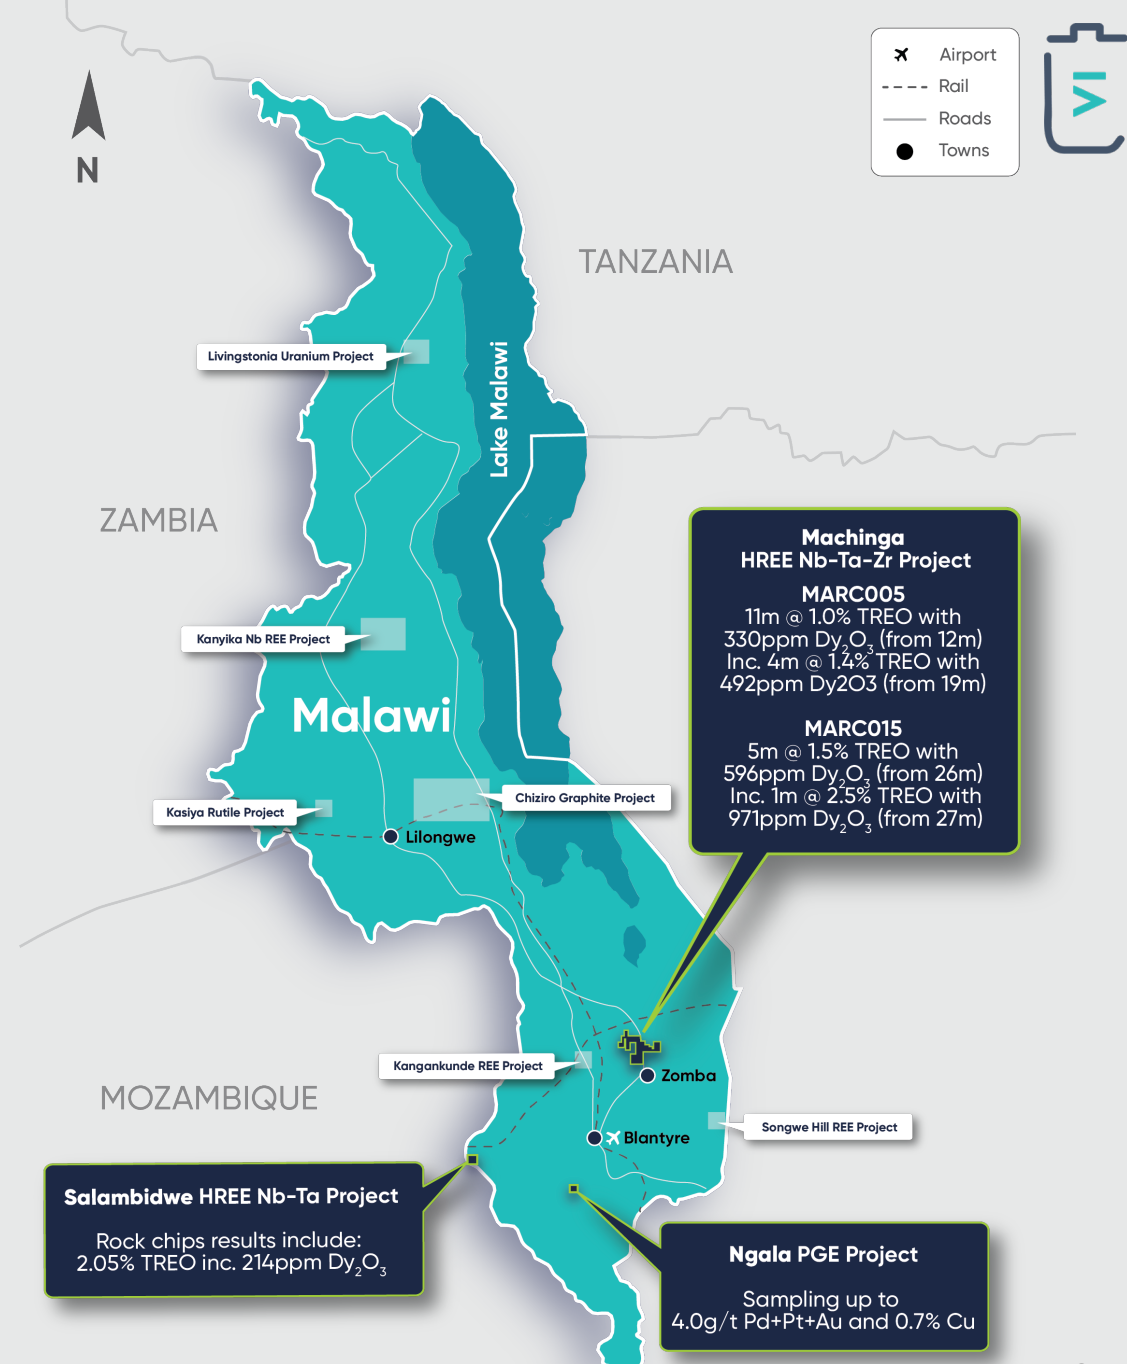 Airport
Rail
Roads
Towns
N
TANZANIA
Livingstonia Uranium Project
Lake Malawi
ZAMBIA
Machinga
HREE Nb-Ta-Zr Project
MARC005
11m @ 1.0% TREO with
330ppm Dy₂O₃ (from 12m)
Inc. 4m @ 1.4% TREO with
492ppm Dy2O3 (from 19m)
MARC015
5m @ 1.5% TREO with
596ppm Dy₂O₃ (from 26m)
Inc. 1m @ 2.5% TREO with
971ppm Dy₂O₃ (from 27m)
Kanyika Nb REE Project
Malawi
Chiziro Graphite Project
Kasiya Rutile Project
Lilongwe
Kangankunde REE Project
Zomba
MOZAMBIQUE
Songwe Hill REE Project
Blantyre
Salambidwe HREE Nb-Ta Project
Rock chips results include:
2.05% TREO inc. 214ppm Dy₂O₃
Ngala PGE Project
Sampling up to
4.0g/t Pd+Pt+Au and 0.7% Cu